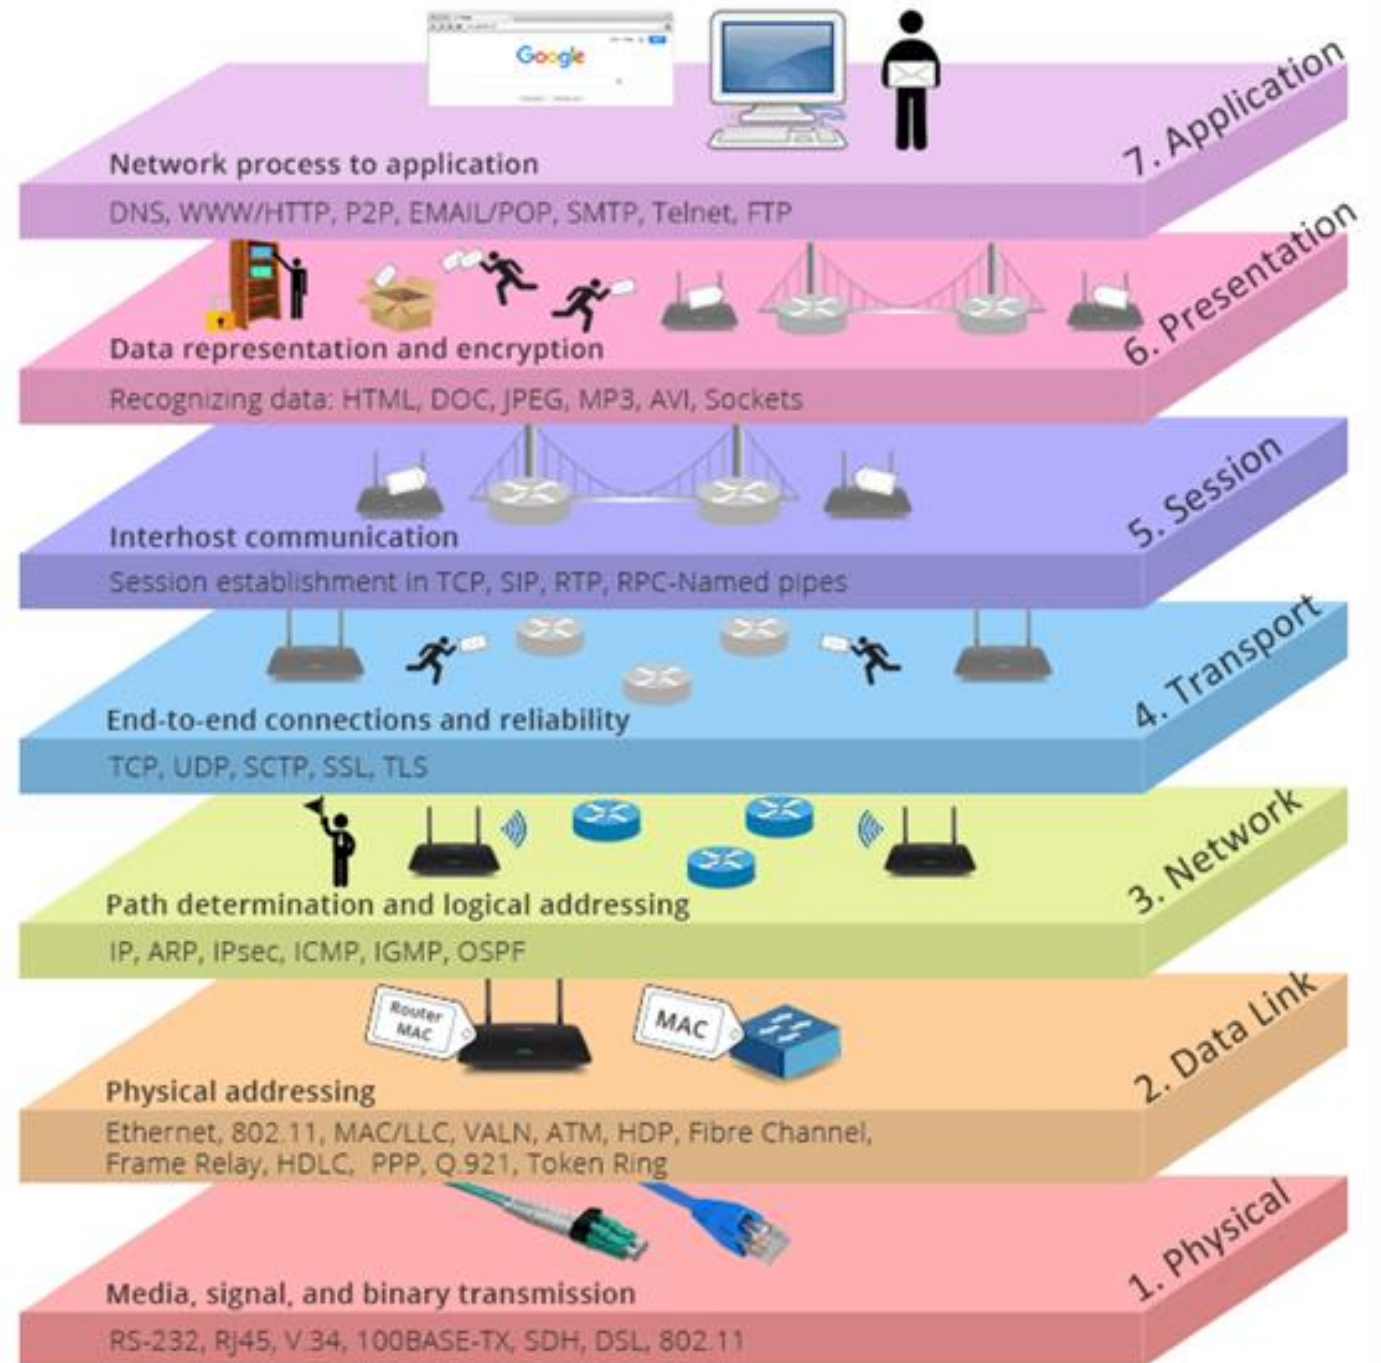 Google
7. Application
Network process to application
DNS, WWW/HTTP, P2P, EMAIL/POP, SMTP, Telnet, FTP
6. Presentation
Data representation and encryption
Recognizing data: HTML, DOC, JPEG, MP3, AVI, Sockets
5. Session
Interhost communication
Session establishment in TCP, SIP, RTP, RPC-Named pipes
4. Transport
End-to-end connections and reliability
TCP, UDP, SCTP, SSL, TLS
3. Network
Path determination and logical addressing
IP, ARP, IPsec, ICMP, IGMP, OSPF
2. Data Link
Router
MAC
MAC
Physical addressing
Ethernet, 802.11, MAC/LLC, VALN, ATM, HDP, Fibre Channel,
Frame Relay, HDLC, PPP, Q.921, Token Ring
1. Physical
Media, signal, and binary transmission
RS-232, RJ45, V.34, 100BASE-TX, SDH, DSL, 802.11